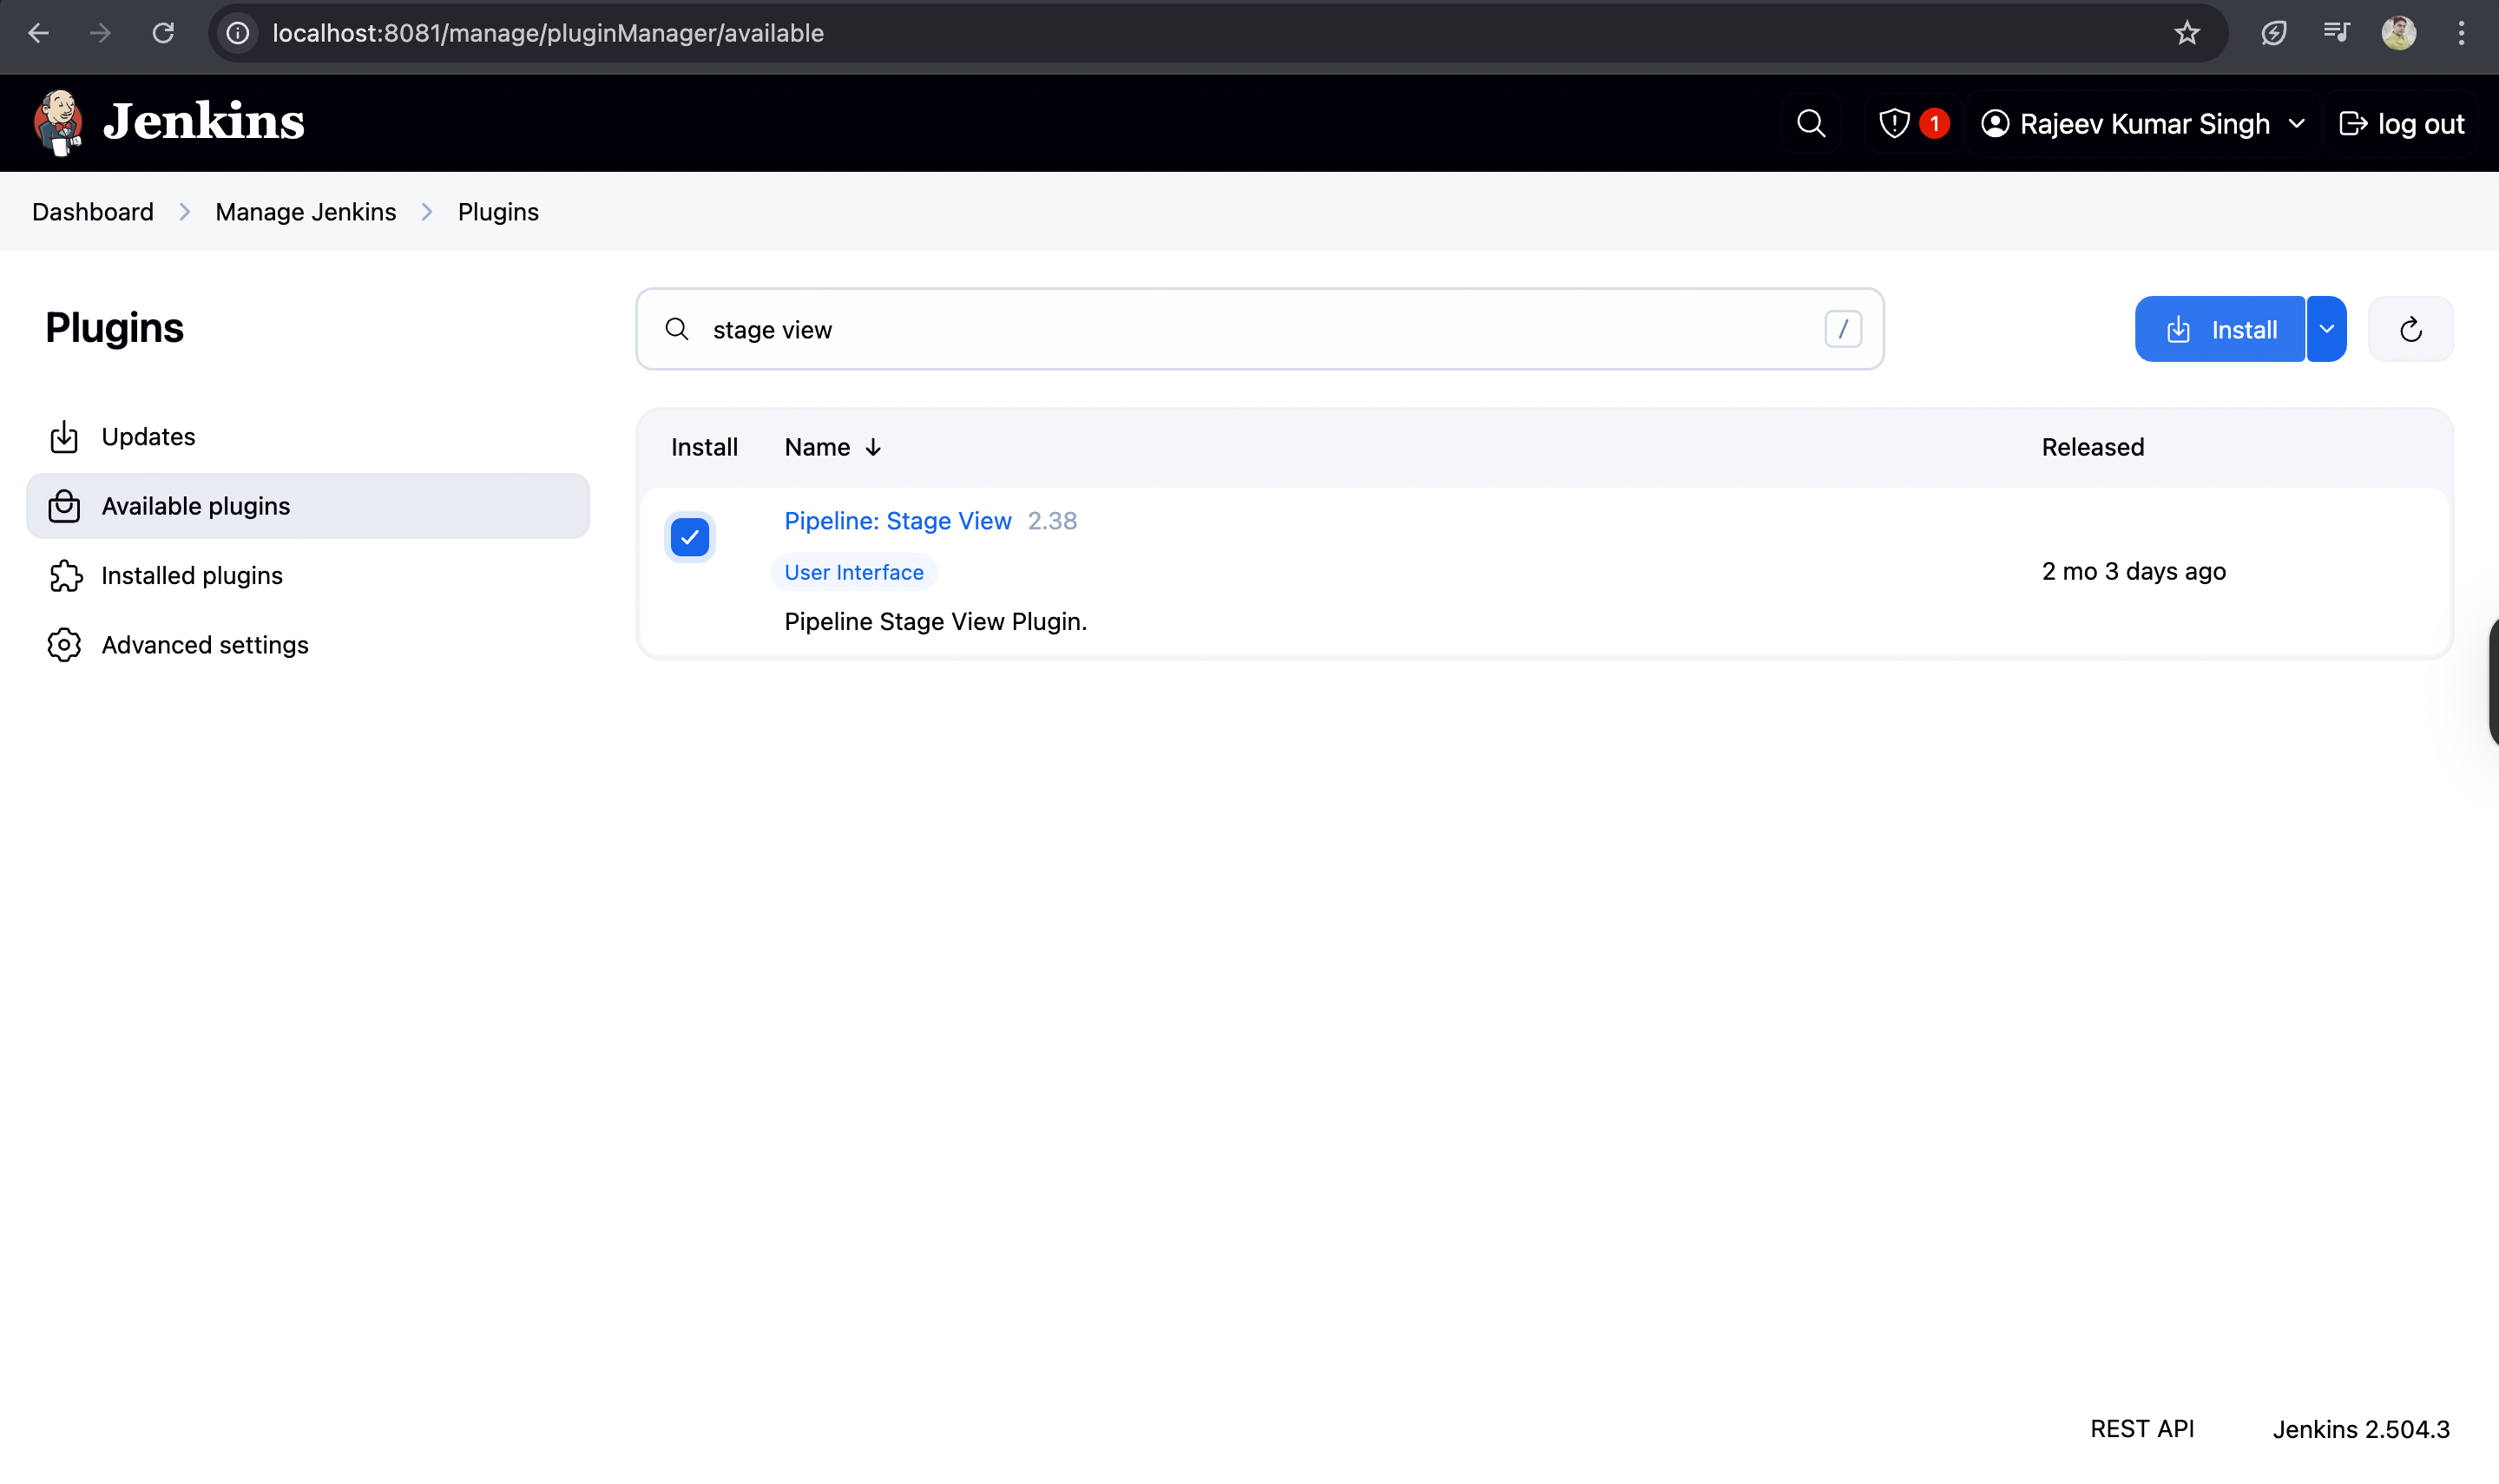 localhost:8081/manage/pluginManager/available
Jenkins
1
Rajeev Kumar Singh
log out
Dashboard
Manage Jenkins
Plugins
Plugins
stage view
/
Install
Updates
Available plugins
Installed plugins
Advanced settings
Install
Name
Released
Pipeline: Stage View 2.38
User Interface
Pipeline Stage View Plugin.
2 mo 3 days ago
REST API
Jenkins 2.504.3